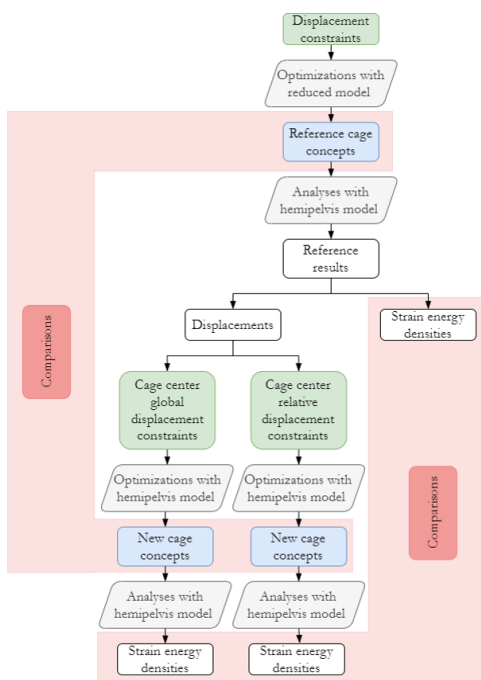 Displacement
constraints
Optimizations with
reduced model
Reference cage
concepts
Analyses with
hemipelvis model
Reference
results
Displacements
Strain energy
densities
Comparisons
Cage center
global
displacement
constraints
Cage center
relative
displacement
constraints
Optimizations with
hemipelvis model
Optimizations with
hemipelvis model
Comparisons
New cage
concepts
New cage
concepts
Analyses with
hemipelvis model
Analyses with
hemipelvis model
Strain energy
densities
Strain energy
densities